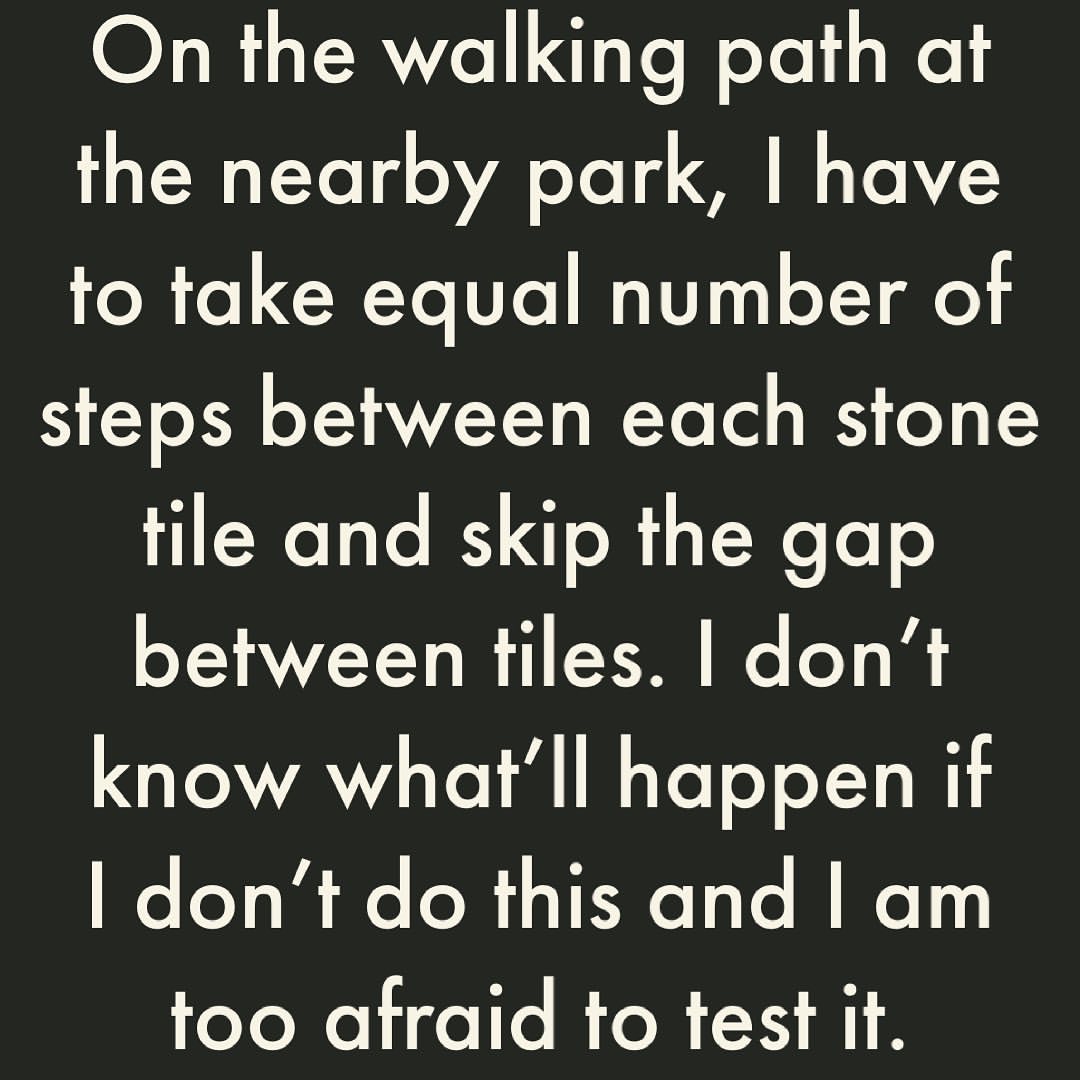 On the walking path at
the nearby park, I have
to take equal number of
steps between each stone
tile and skip the gap
between tiles. I don’t
know what’ll happen if
I don’t do this and I am
too afraid to test it.